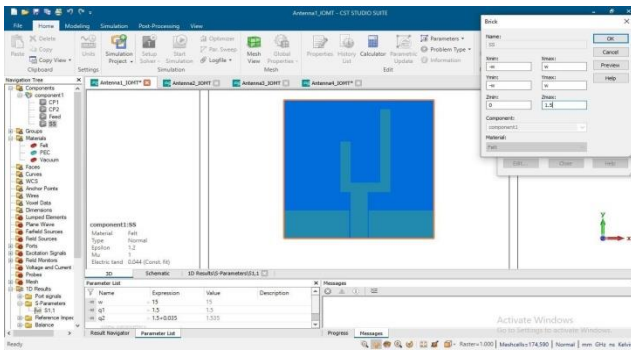 Antenna1_IOMT* - CST STUDIO SUITE
File Home Modeling Simulation Post-Processing View
Paste
Delete
Copy
Copy View
Clipboard
Units
Settings
Simulation Project
Setup Solver
Start Simulation
Optimizer
Par. Sweep
Logfile
Simulation
Mesh View
Global Properties
Mesh
Properties
History List
Calculator
Parametric Update
Parameters
Problem Type
Information
Edit
Navigation Tree
Components
component1
CP1
CP2
Feed
SS
Groups
Materials
Felt
PEC
Vacuum
Faces
Curves
WCS
Anchor Points
Wires
Voxel Data
Dimensions
Lumped Elements
Plane Wave
Farfield Sources
Field Sources
Ports
Excitation Signals
Field Monitors
Voltage and Current
Probes
Mesh
1D Results
Port signals
S-Parameters
S1,1
Reference Impe
Balance
Antenna1_IOMT*
Antenna2_IOMT
Antenna3_IOMT
Antenna4_IOMT*
component1:SS
Material Felt
Type Normal
Epsilon 1.2
Mu 1
Electric tand 0.044 (Const. fit)
3D Schematic 1D Results\S-Parameters\S1,1
Parameter List
Name Expression Value Description
w = 15 15
q1 = 1.5 1.5
q2 = 1.5+0.035 1.535
Result Navigator Parameter List
Messages
Progress Messages
Brick
Name:
SS
OK
Cancel
Preview
Help
Xmin: Xmax:
-w w
Ymin: Ymax:
-w w
Zmin: Zmax:
0 1.5
Component:
component1
Material:
Felt
Edit... Close Help
Y
x
Activate Windows
Go to Settings to activate Windows.
Ready
Raster=1.000 Meshcells=174,580 Normal mm GHz ns Kelvin